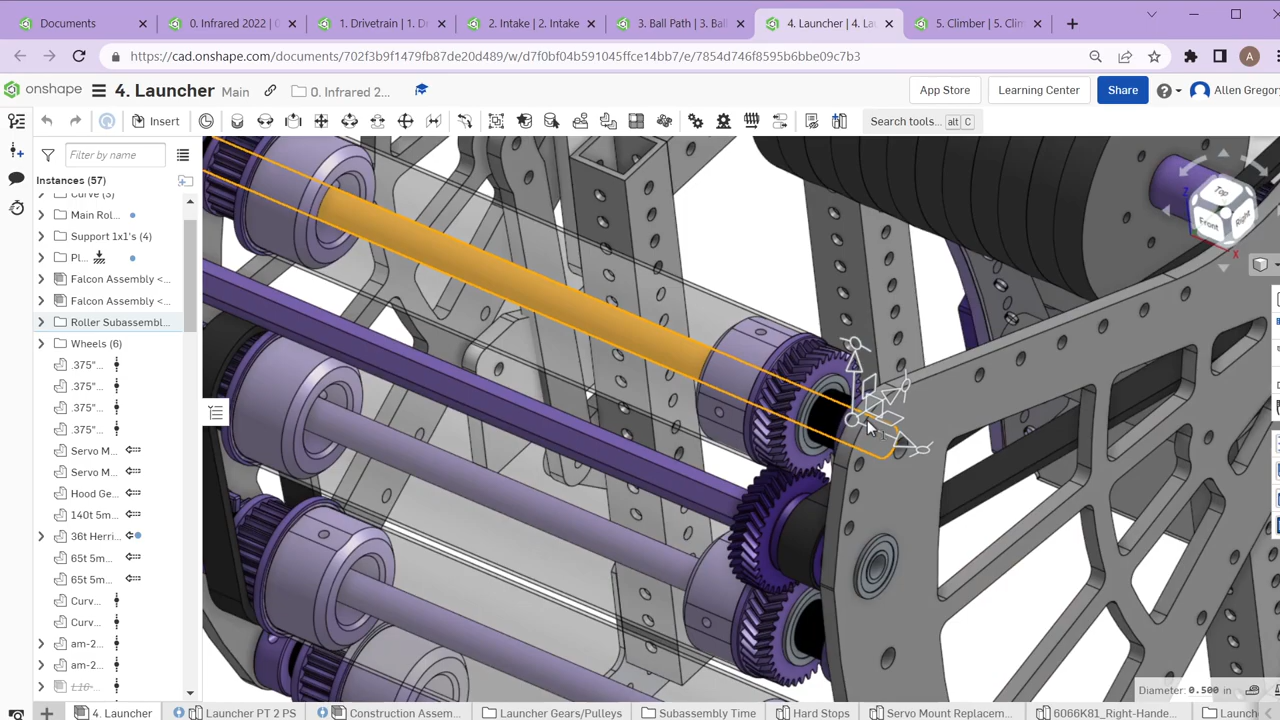 Documents
0. Infrared 2022 |
1. Drivetrain | 1. D
2. Intake | 2. Intake
3. Ball Path | 3. Ball
4. Launcher | 4. La
5. Climber | 5. Clim
https://cad.onshape.com/documents/702f3b9f1479fb87de20d489/w/d7f0bf04b591045ffce14bb7/e/7854d746f8595b6bbe09c7b3
A
onshape
4. Launcher
Main
0. Infrared 2...
App Store
Learning Center
Share
Allen Gregory
Insert
Search tools...
alt
C
Filter by name
Instances (57)
Curve (3)
Main Rol...
Support 1x1's (4)
Pl...
Falcon Assembly <...
Falcon Assembly <...
Roller Subassembl...
Wheels (6)
.375"...
.375"...
.375"...
.375"...
Servo M...
Servo M...
Hood Ge...
140t 5m...
36t Herri...
65t 5m...
65t 5m...
Curv...
Curv...
am-2...
am-2...
L16-...
Top
Front
Right
Z
X
Diameter: 0.500 in
4. Launcher
Launcher PT 2 PS
Construction Assem...
Launcher Gears/Pulleys
Subassembly Time
Hard Stops
Servo Mount Replacem...
6066K81_Right-Hande...
Launch